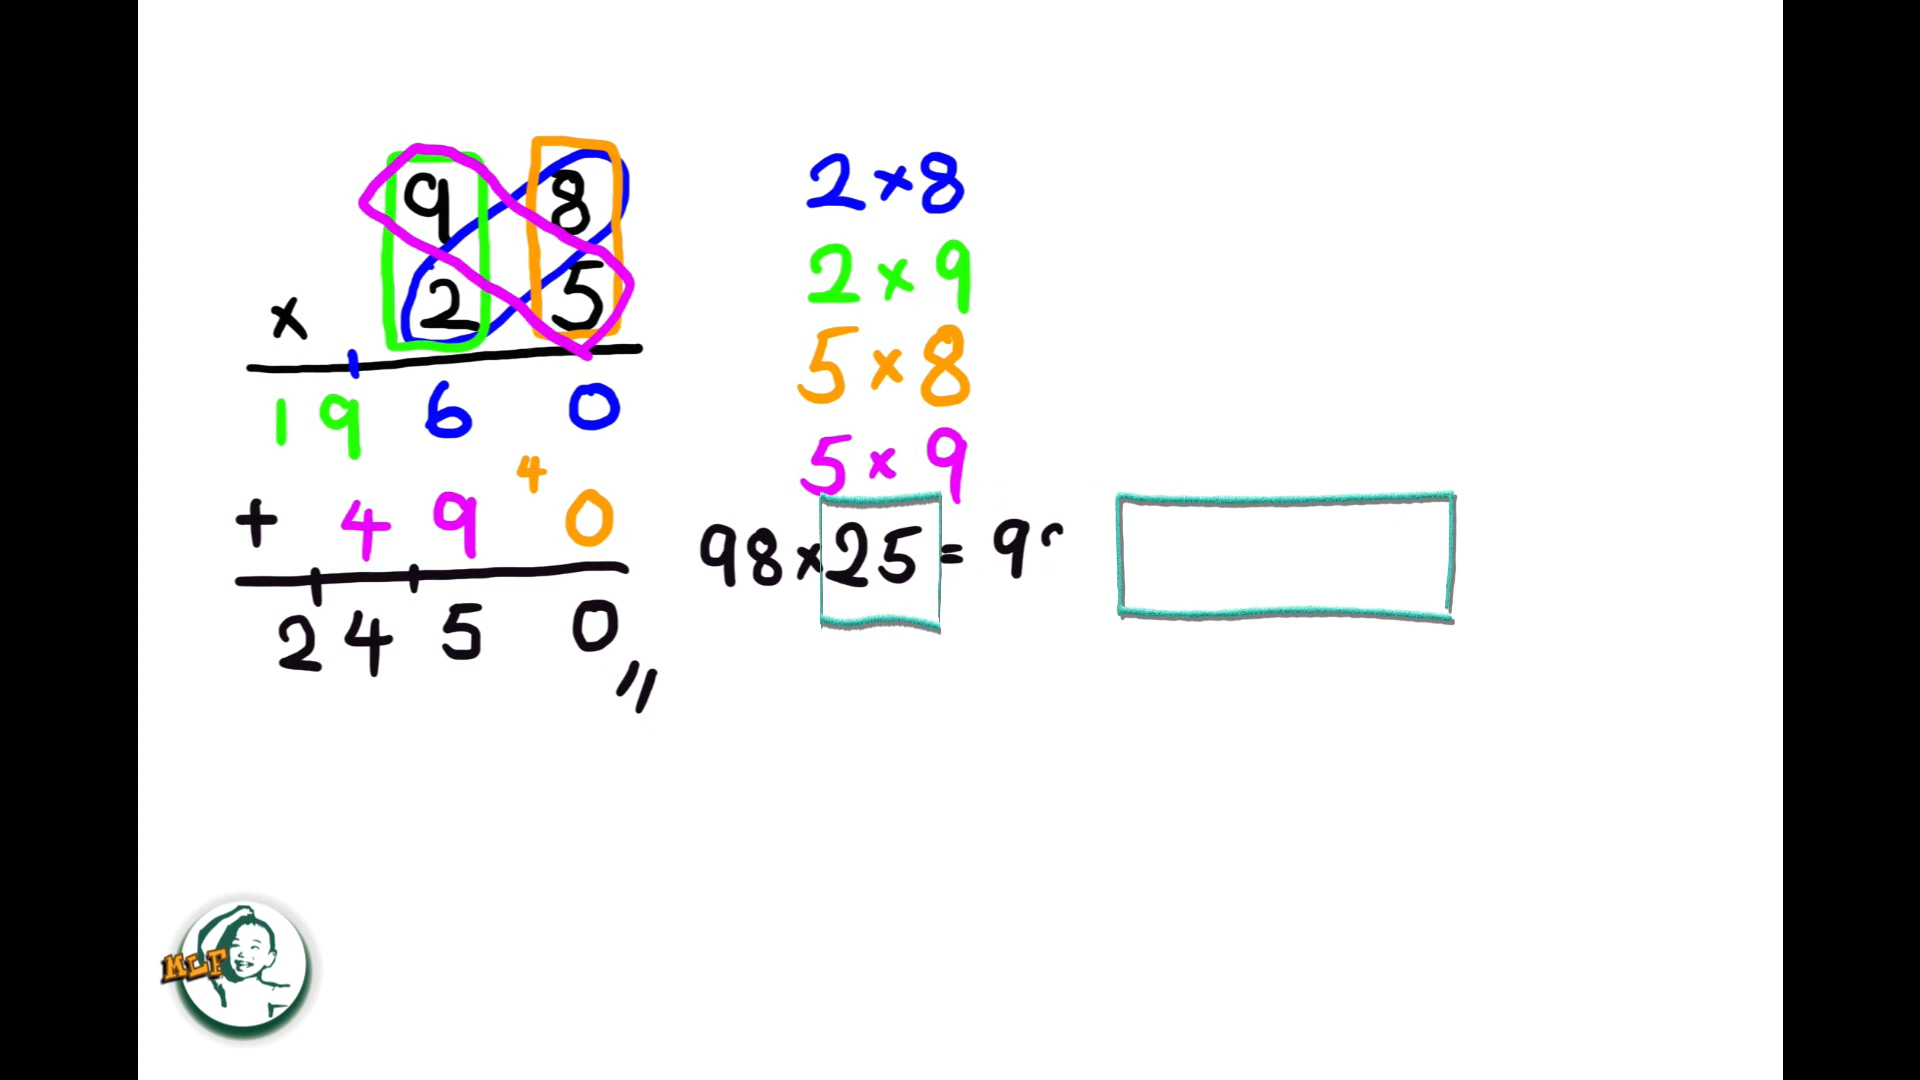 9 8
× 2 5
1 9 6 0
4
+ 4 9 0
2 4 5 0 //
2 × 8
2 × 9
5 × 8
5 × 9
98 × 25 = 9
MLF